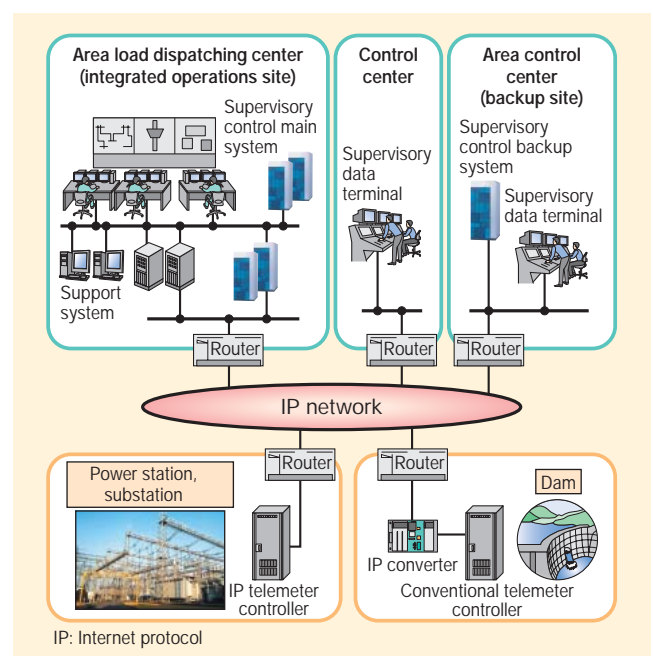 Area load dispatching center
(integrated operations site)
Supervisory
control main
system
Support
system
Router
Control
center
Supervisory
data
terminal
Router
Area control
center
(backup site)
Supervisory
control backup
system
Supervisory
data terminal
Router
IP network
Power station,
substation
Router
IP telemeter
controller
Router
Dam
IP converter
Conventional telemeter
controller
IP: Internet protocol